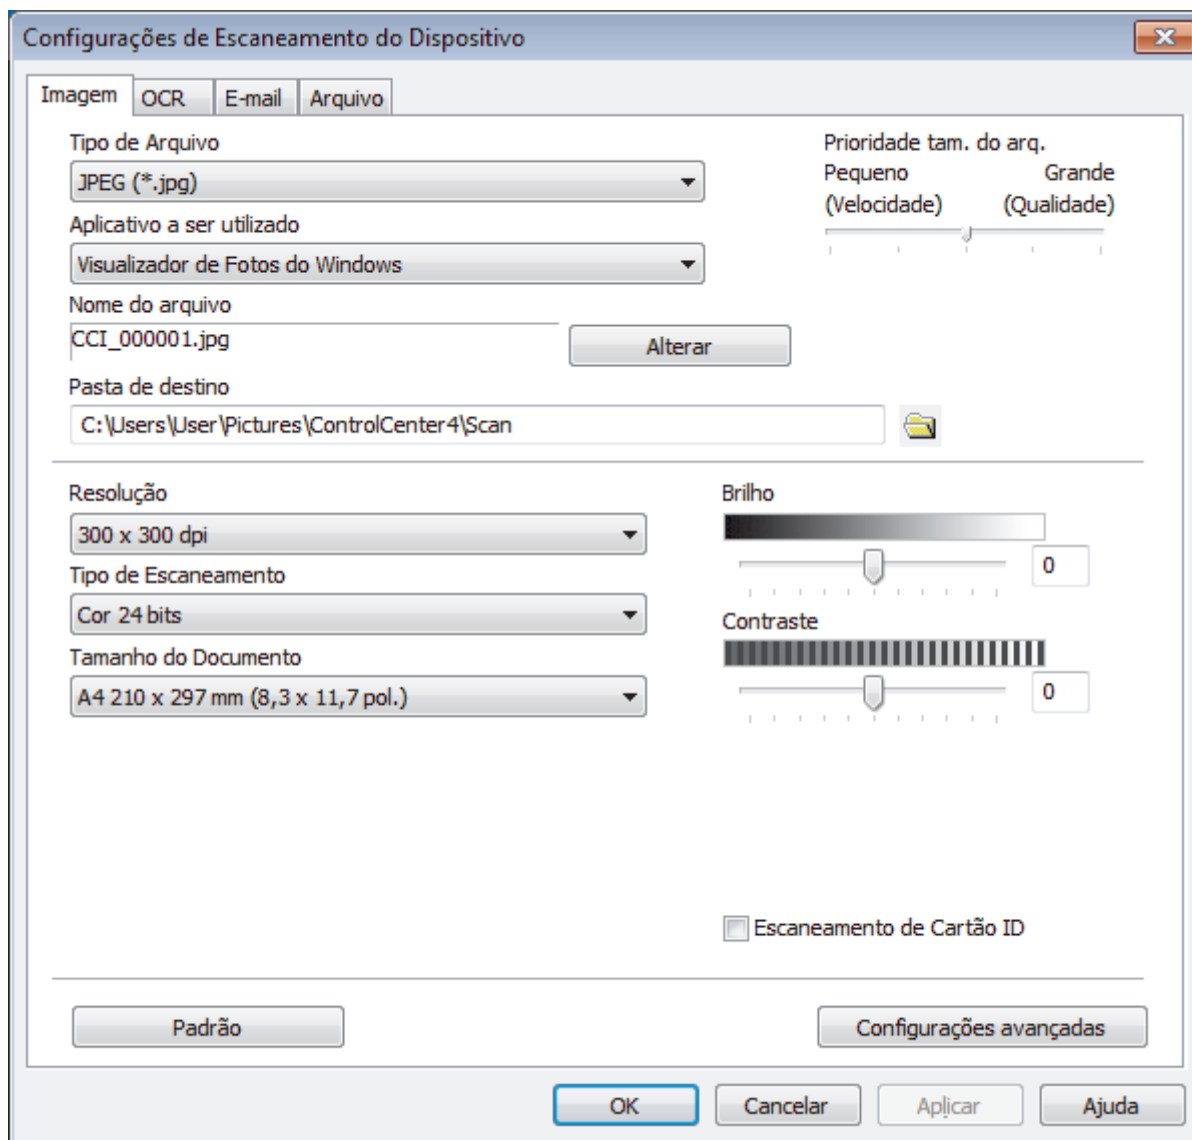 Configurações de Escaneamento do Dispositivo
Imagem OCR E-mail Arquivo
Tipo de Arquivo
JPEG (*.jpg)
Aplicativo a ser utilizado
Visualizador de Fotos do Windows
Nome do arquivo
CCI_000001.jpg
Alterar
Pasta de destino
C:\Users\User\Pictures\ControlCenter4\Scan
Prioridade tam. do arq.
Pequeno Grande
(Velocidade) (Qualidade)
Resolução
300 x 300 dpi
Tipo de Escaneamento
Cor 24 bits
Tamanho do Documento
A4 210 x 297 mm (8,3 x 11,7 pol.)
Brilho
0
Contraste
0
Escaneamento de Cartão ID
Padrão
Configurações avançadas
OK Cancelar Aplicar Ajuda